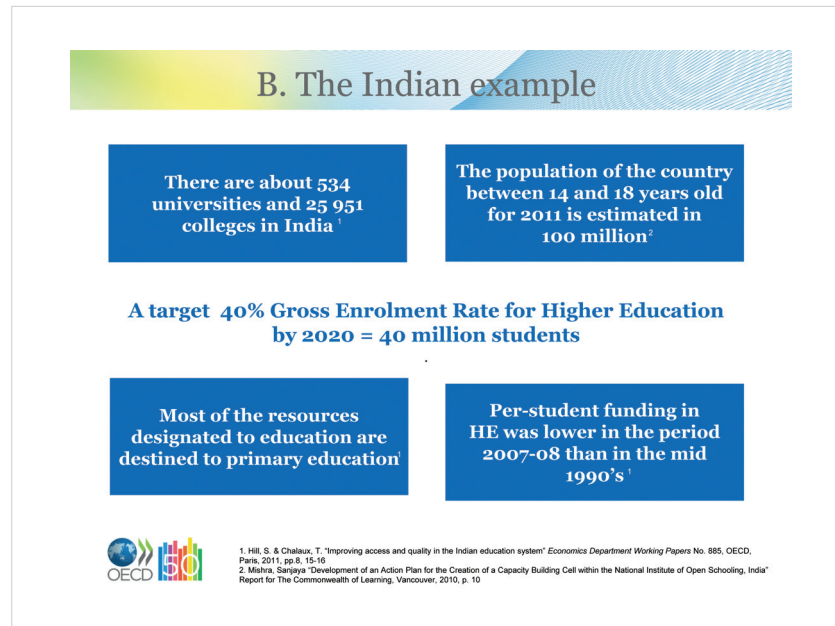 B. The Indian example
There are about 534
universities and 25 951
colleges in India 1
The population of the country
between 14 and 18 years old
for 2011 is estimated in
100 million 2
A target 40% Gross Enrolment Rate for Higher Education
by 2020 = 40 million students
.
Most of the resources
designated to education are
destined to primary education 1
Per-student funding in
HE was lower in the period
2007-08 than in the mid
1990’s 1
OECD
50
1. Hill, S. & Chalaux, T. “Improving access and quality in the Indian education system” Economics Department Working Papers No. 885, OECD,
Paris, 2011, pp.8, 15-16
2. Mishra, Sanjaya “Development of an Action Plan for the Creation of a Capacity Building Cell within the National Institute of Open Schooling, India”
Report for The Commonwealth of Learning, Vancouver, 2010, p. 10